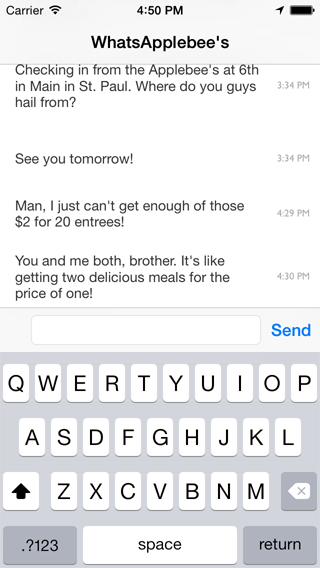 Carrier 4:50 PM
WhatsApplebee's
Checking in from the Applebee's at 6th
in Main in St. Paul. Where do you guys
hail from?
3:34 PM
See you tomorrow!
3:34 PM
Man, I just can't get enough of those
$2 for 20 entrees!
4:29 PM
You and me both, brother. It's like
getting two delicious meals for the
price of one!
4:30 PM
Send
Q W E R T Y U I O P
A S D F G H J K L
Z X C V B N M
.?123 space return